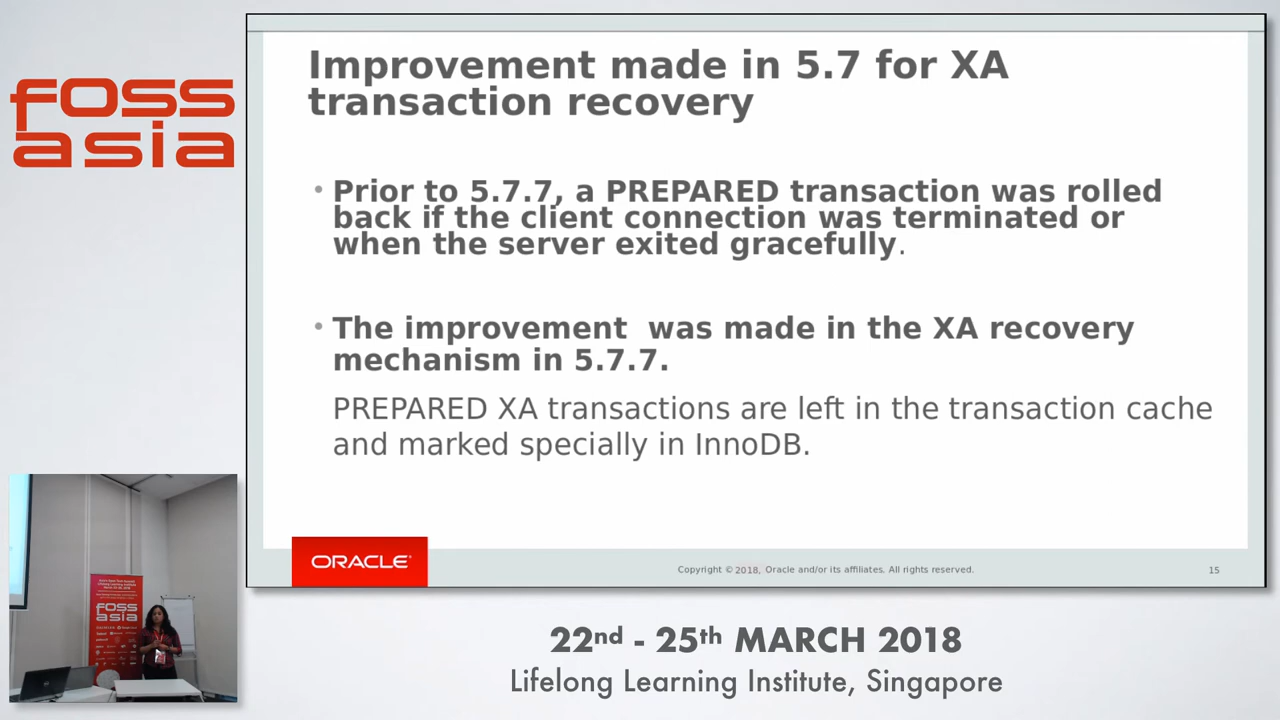 foss
asia
Improvement made in 5.7 for XA
transaction recovery
• Prior to 5.7.7, a PREPARED transaction was rolled
back if the client connection was terminated or
when the server exited gracefully.
• The improvement  was made in the XA recovery
mechanism in 5.7.7.
PREPARED XA transactions are left in the transaction cache
and marked specially in InnoDB.
ORACLE®
Copyright © 2018, Oracle and/or its affiliates. All rights reserved.
15
foss
asia
22nd - 25th MARCH 2018
Lifelong Learning Institute, Singapore